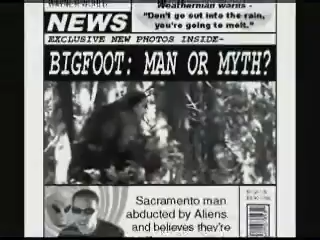 Weatherman warns -
NEWS
"Don't go out into the rain,
you're going to melt."
EXCLUSIVE NEW PHOTOS INSIDE-
BIGFOOT: MAN OR MYTH?
Sacramento man
abducted by Aliens
and believes they're